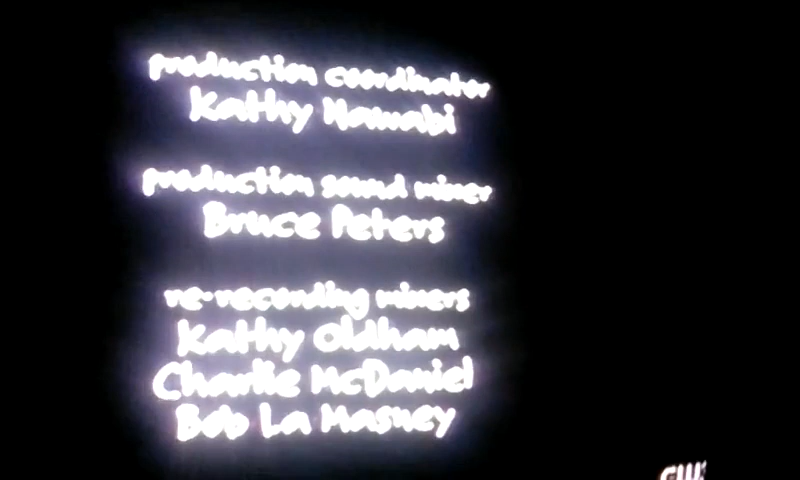 production coordinator
Kathy Nawabi
production sound mixer
Bruce Peters
re-recording mixers
Kathy Oldham
Charlie McDaniel
Bob La Masney
CW